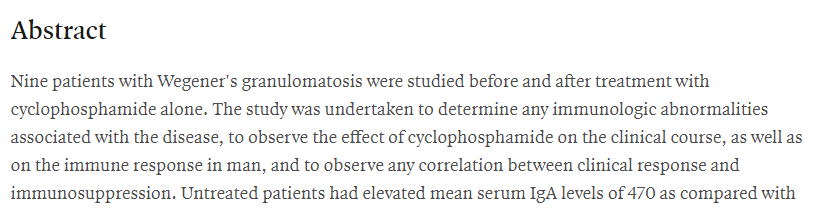 Abstract
Nine patients with Wegener's granulomatosis were studied before and after treatment with
cyclophosphamide alone. The study was undertaken to determine any immunologic abnormalities
associated with the disease, to observe the effect of cyclophosphamide on the clinical course, as well as
on the immune response in man, and to observe any correlation between clinical response and
immunosuppression. Untreated patients had elevated mean serum IgA levels of 470 as compared with